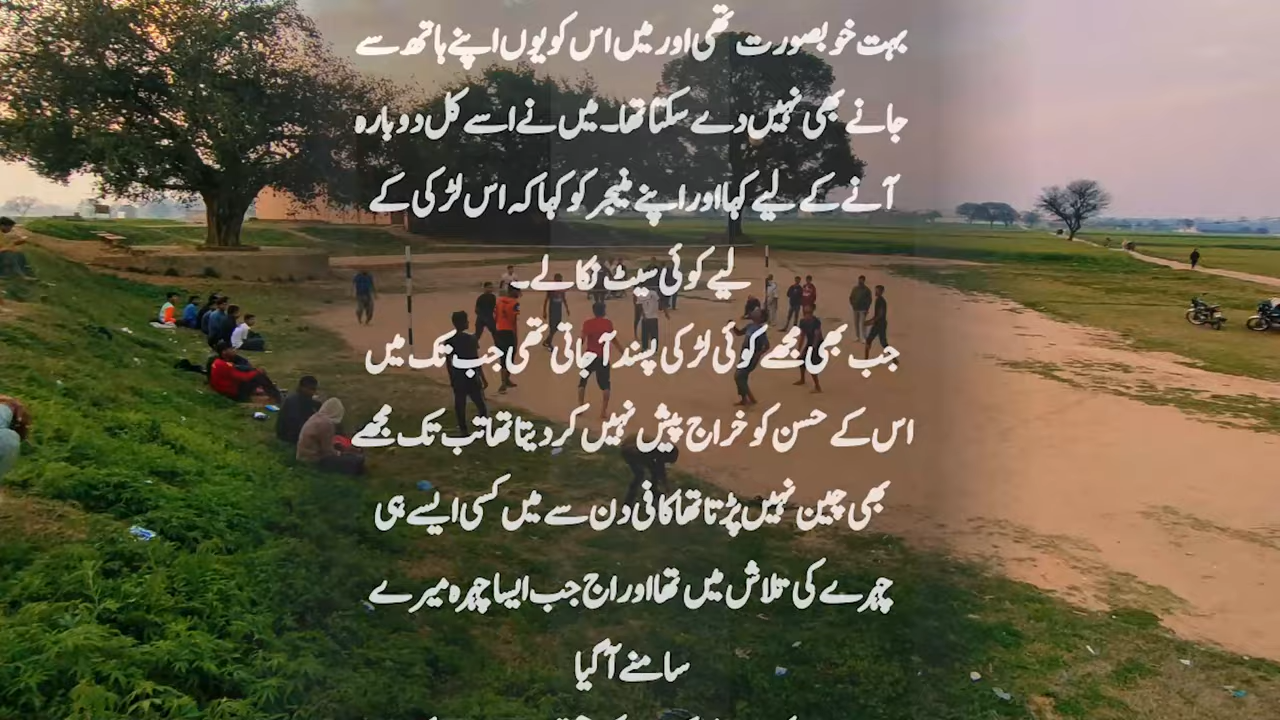 بہت خوبصورت تھی اور میں اس کو یوں اپنے ہاتھ سے
جانے بھی نہیں دے سکتا تھا۔ میں نے اسے کل دوبارہ
آنے کے لیے کہا اور اپنے منیجر کو کہا کہ اس لڑکی کے
لیے کوئی سیٹ نکالے۔
جب بھی مجھے کوئی لڑکی پسند آجاتی تھی جب تک میں
اس کے حسن کو خراج پیش نہیں کر دیتا تھا تب تک مجھے
بھی چین نہیں پڑتا تھا کافی دن سے میں کسی ایسے ہی
چہرے کی تلاش میں تھا اور اج جب ایسا چہرہ میرے
سامنے آگیا